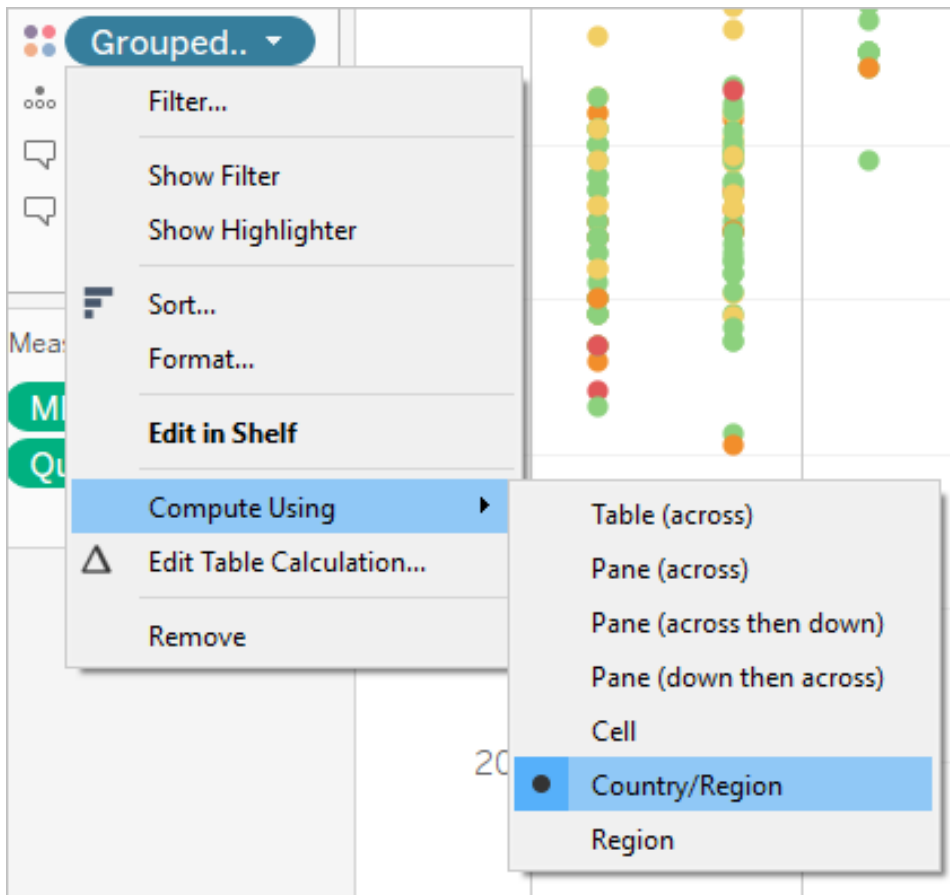 Grouped..
Filter...
Show Filter
Show Highlighter
Sort...
Format...
Edit in Shelf
Compute Using
Edit Table Calculation...
Remove
Table (across)
Pane (across)
Pane (across then down)
Pane (down then across)
Cell
Country/Region
Region